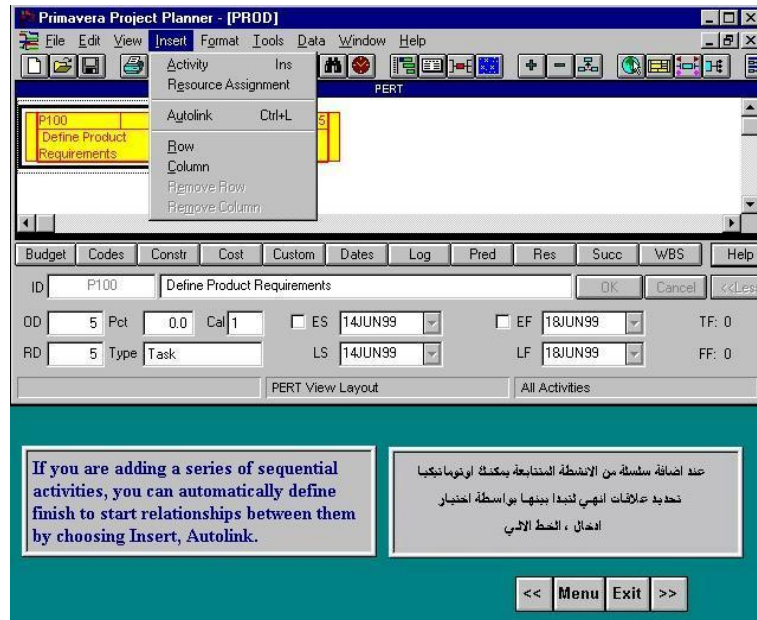 Primavera Project Planner - [PROD]
File Edit View Insert Format Tools Data Window Help
Activity Ins
Resource Assignment
Autolink Ctrl+L
Row
Column
Remove Row
Remove Column
PERT
P100 5
Define Product
Requirements
Budget Codes Constr Cost Custom Dates Log Pred Res Succ WBS Help
ID P100 Define Product Requirements OK Cancel <<Less
OD 5 Pct 0.0 Cal 1 ES 14JUN99 EF 18JUN99 TF: 0
RD 5 Type Task LS 14JUN99 LF 18JUN99 FF: 0
PERT View Layout All Activities
If you are adding a series of sequential
activities, you can automatically define
finish to start relationships between them
by choosing Insert, Autolink.
عند اضافة سلسلة من الانشطة المتتابعة يمكنك اوتوماتيكيا
تحديد علاقات انهي لتبدا بينها بواسطة اختيار
ادخال ، الخط الالي
<< Menu Exit >>